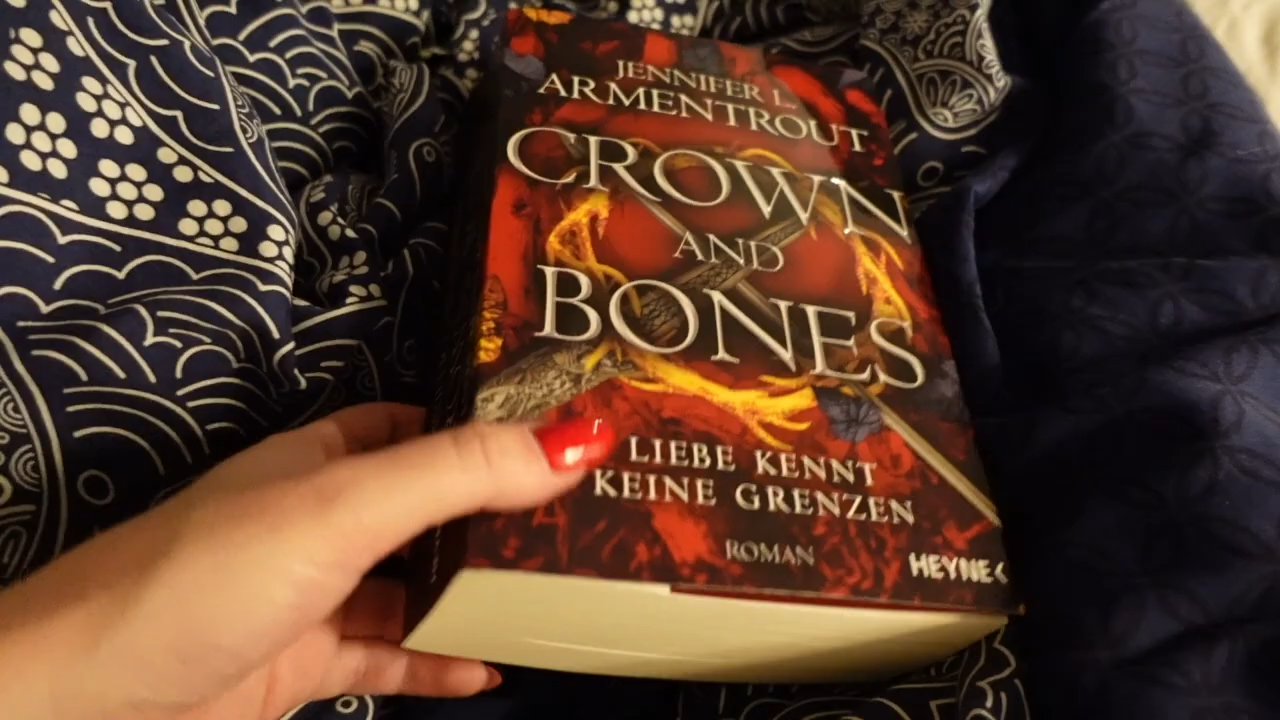 JENNIFER L.
ARMENTROUT
CROWN
AND
BONES
LIEBE KENNT
KEINE GRENZEN
ROMAN
HEYNE<